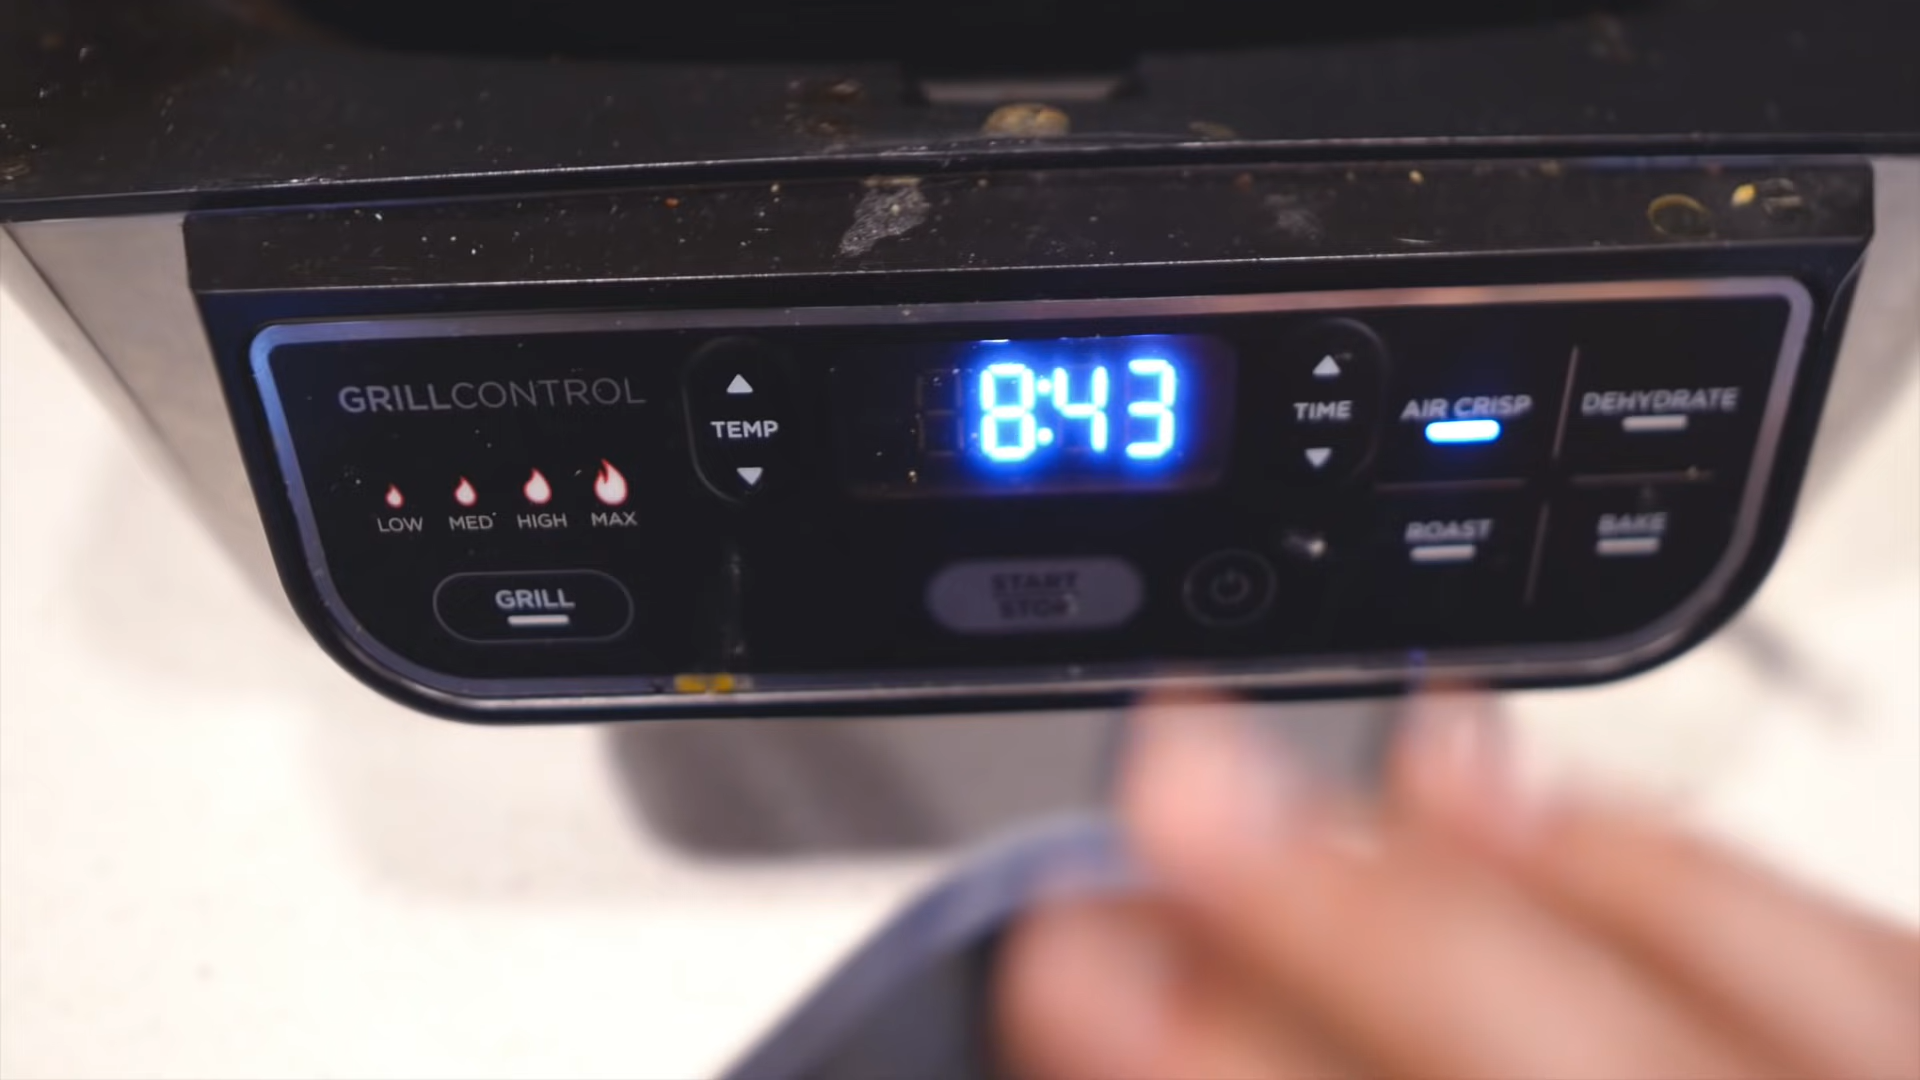 GRILLCONTROL
LOW MED HIGH MAX
GRILL
TEMP
8:43
TIME
AIR CRISP
DEHYDRATE
ROAST
BAKE
START
STOP